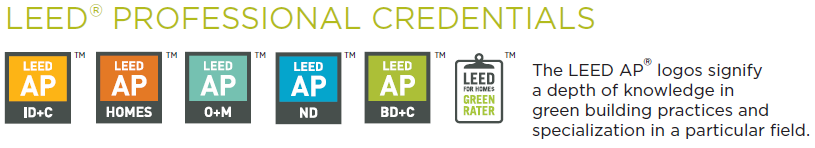 LEED® PROFESSIONAL CREDENTIALS
LEED AP ID+C ™
LEED AP HOMES ™
LEED AP O+M ™
LEED AP ND ™
LEED AP BD+C ™
LEED FOR HOMES GREEN RATER ™
The LEED AP® logos signify
a depth of knowledge in
green building practices and
specialization in a particular field.